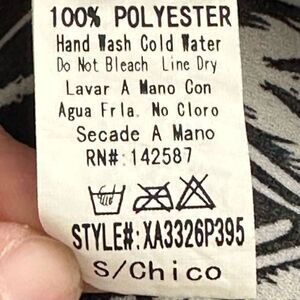 100% POLYESTER
Hand Wash Cold Water
Do Not Bleach Line Dry
Lavar A Mano Con
Agua Frla. No Cloro
Secade A Mano
RN#: 142587
STYLE#: XA3326P395
S/Chico